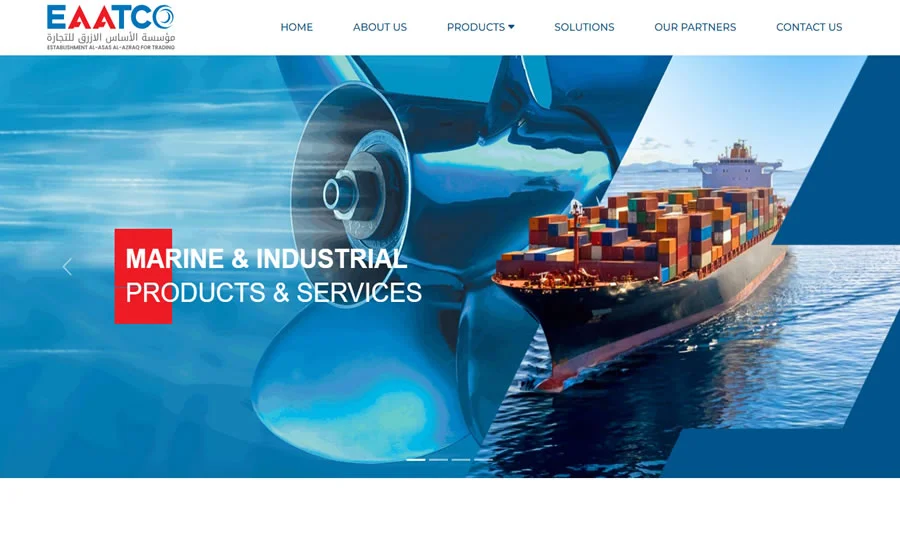 EAATCO
مؤسسة الأساس الازرق للتجارة
ESTABLISHMENT AL-ASAS AL-AZRAQ FOR TRADING
HOME
ABOUT US
PRODUCTS
SOLUTIONS
OUR PARTNERS
CONTACT US
MARINE & INDUSTRIAL
PRODUCTS & SERVICES